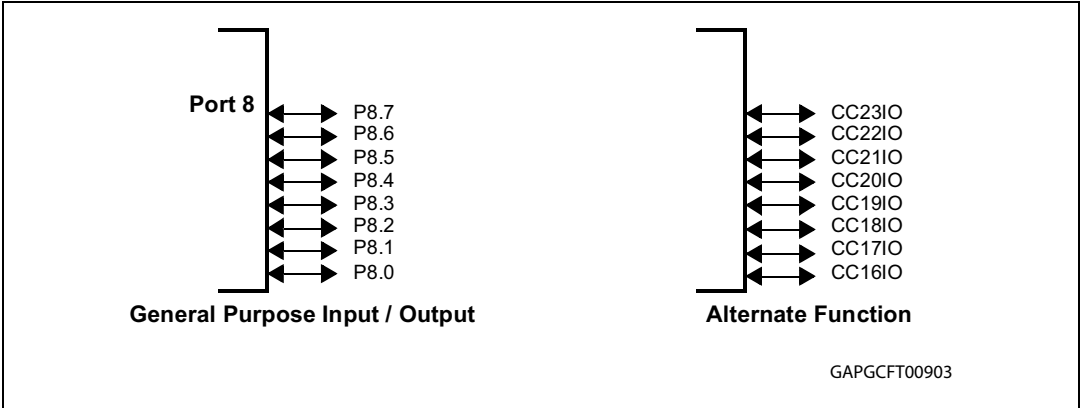 Port 8
P8.7
P8.6
P8.5
P8.4
P8.3
P8.2
P8.1
P8.0
General Purpose Input / Output
CC23IO
CC22IO
CC21IO
CC20IO
CC19IO
CC18IO
CC17IO
CC16IO
Alternate Function
GAPGCFT00903